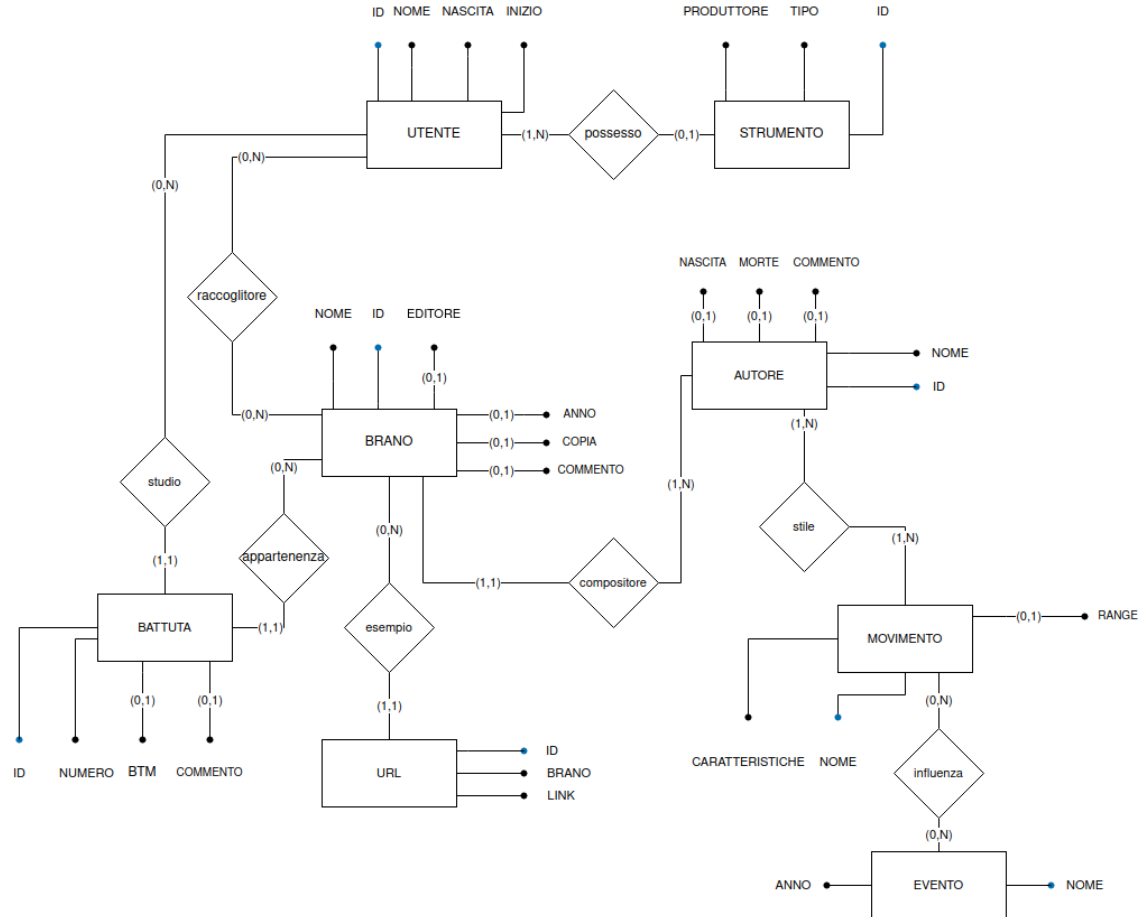 ID NOME NASCITA INIZIO PRODUTTORE TIPO ID
UTENTE (1,N) possesso (0,1) STRUMENTO
(0,N)
(0,N)
NASCITA MORTE COMMENTO
raccoglitore
NOME ID EDITORE
(0,1) (0,1) (0,1)
NOME
AUTORE
(0,1)
ID
(0,N) BRANO (0,1) ANNO
(0,1) COPIA
(0,1) COMMENTO
(1,N)
(0,N)
studio
(1,N)
stile
(0,N)
(1,N)
appartenenza
(1,1)
(1,1) compositore
BATTUTA (1,1)
esempio
(0,1) RANGE
MOVIMENTO
(0,1) (0,1)
(1,1)
(0,N)
ID NUMERO BTM COMMENTO
URL
ID
BRANO
LINK
CARATTERISTICHE NOME
influenza
(0,N)
ANNO EVENTO NOME